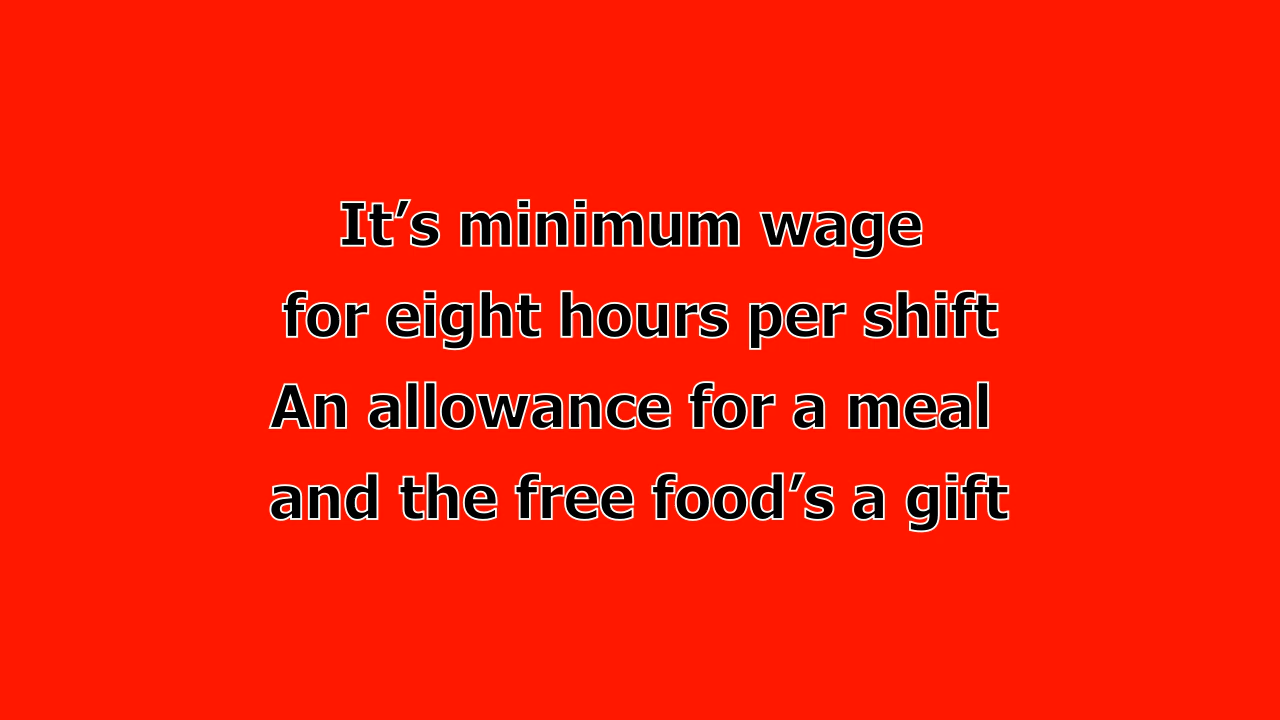 It’s minimum wage
for eight hours per shift
An allowance for a meal
and the free food’s a gift